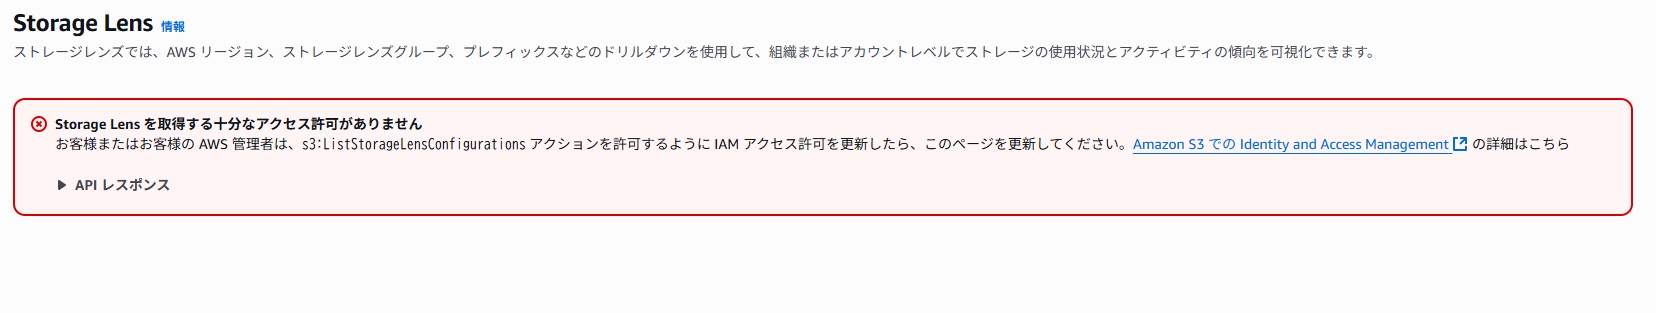 Storage Lens 情報
ストレージレンズでは、AWS リージョン、ストレージレンズグループ、プレフィックスなどのドリルダウンを使用して、組織またはアカウントレベルでストレージの使用状況とアクティビティの傾向を可視化できます。
Storage Lens を取得する十分なアクセス許可がありません
お客様またはお客様の AWS 管理者は、s3:ListStorageLensConfigurations アクションを許可するように IAM アクセス許可を更新したら、このページを更新してください。Amazon S3 での Identity and Access Management の詳細はこちら
API レスポンス